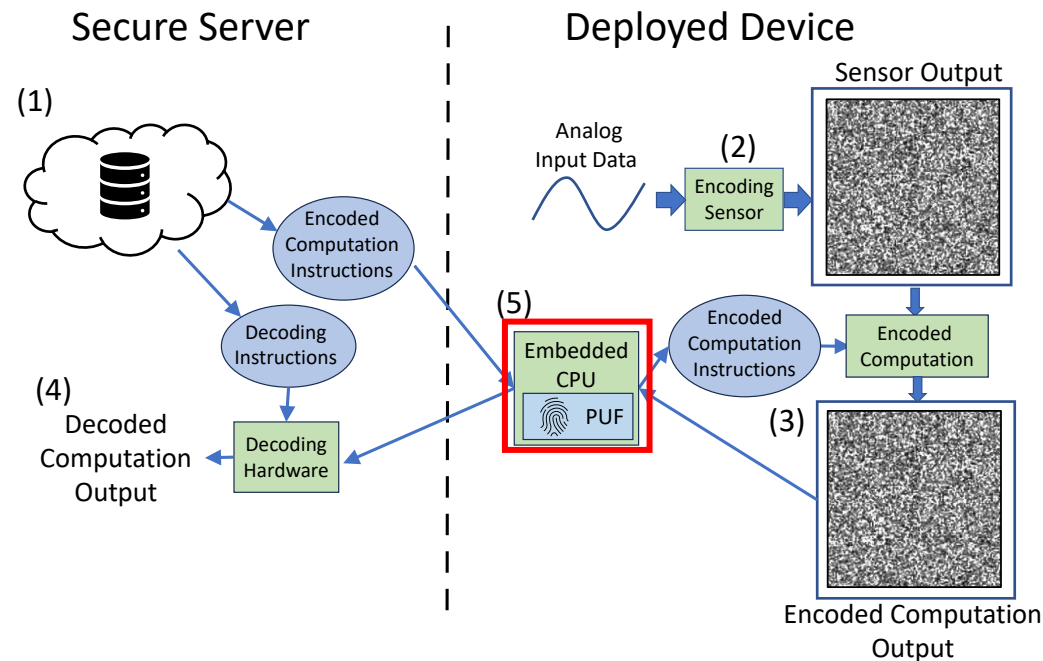 Secure Server
Deployed Device
(1)
Encoded
Computation
Instructions
Decoding
Instructions
(4)
Decoded
Computation
Output
Decoding
Hardware
Analog
Input Data
(2)
Encoding
Sensor
Sensor Output
(5)
Embedded
CPU
PUF
Encoded
Computation
Instructions
Encoded
Computation
(3)
Encoded Computation
Output